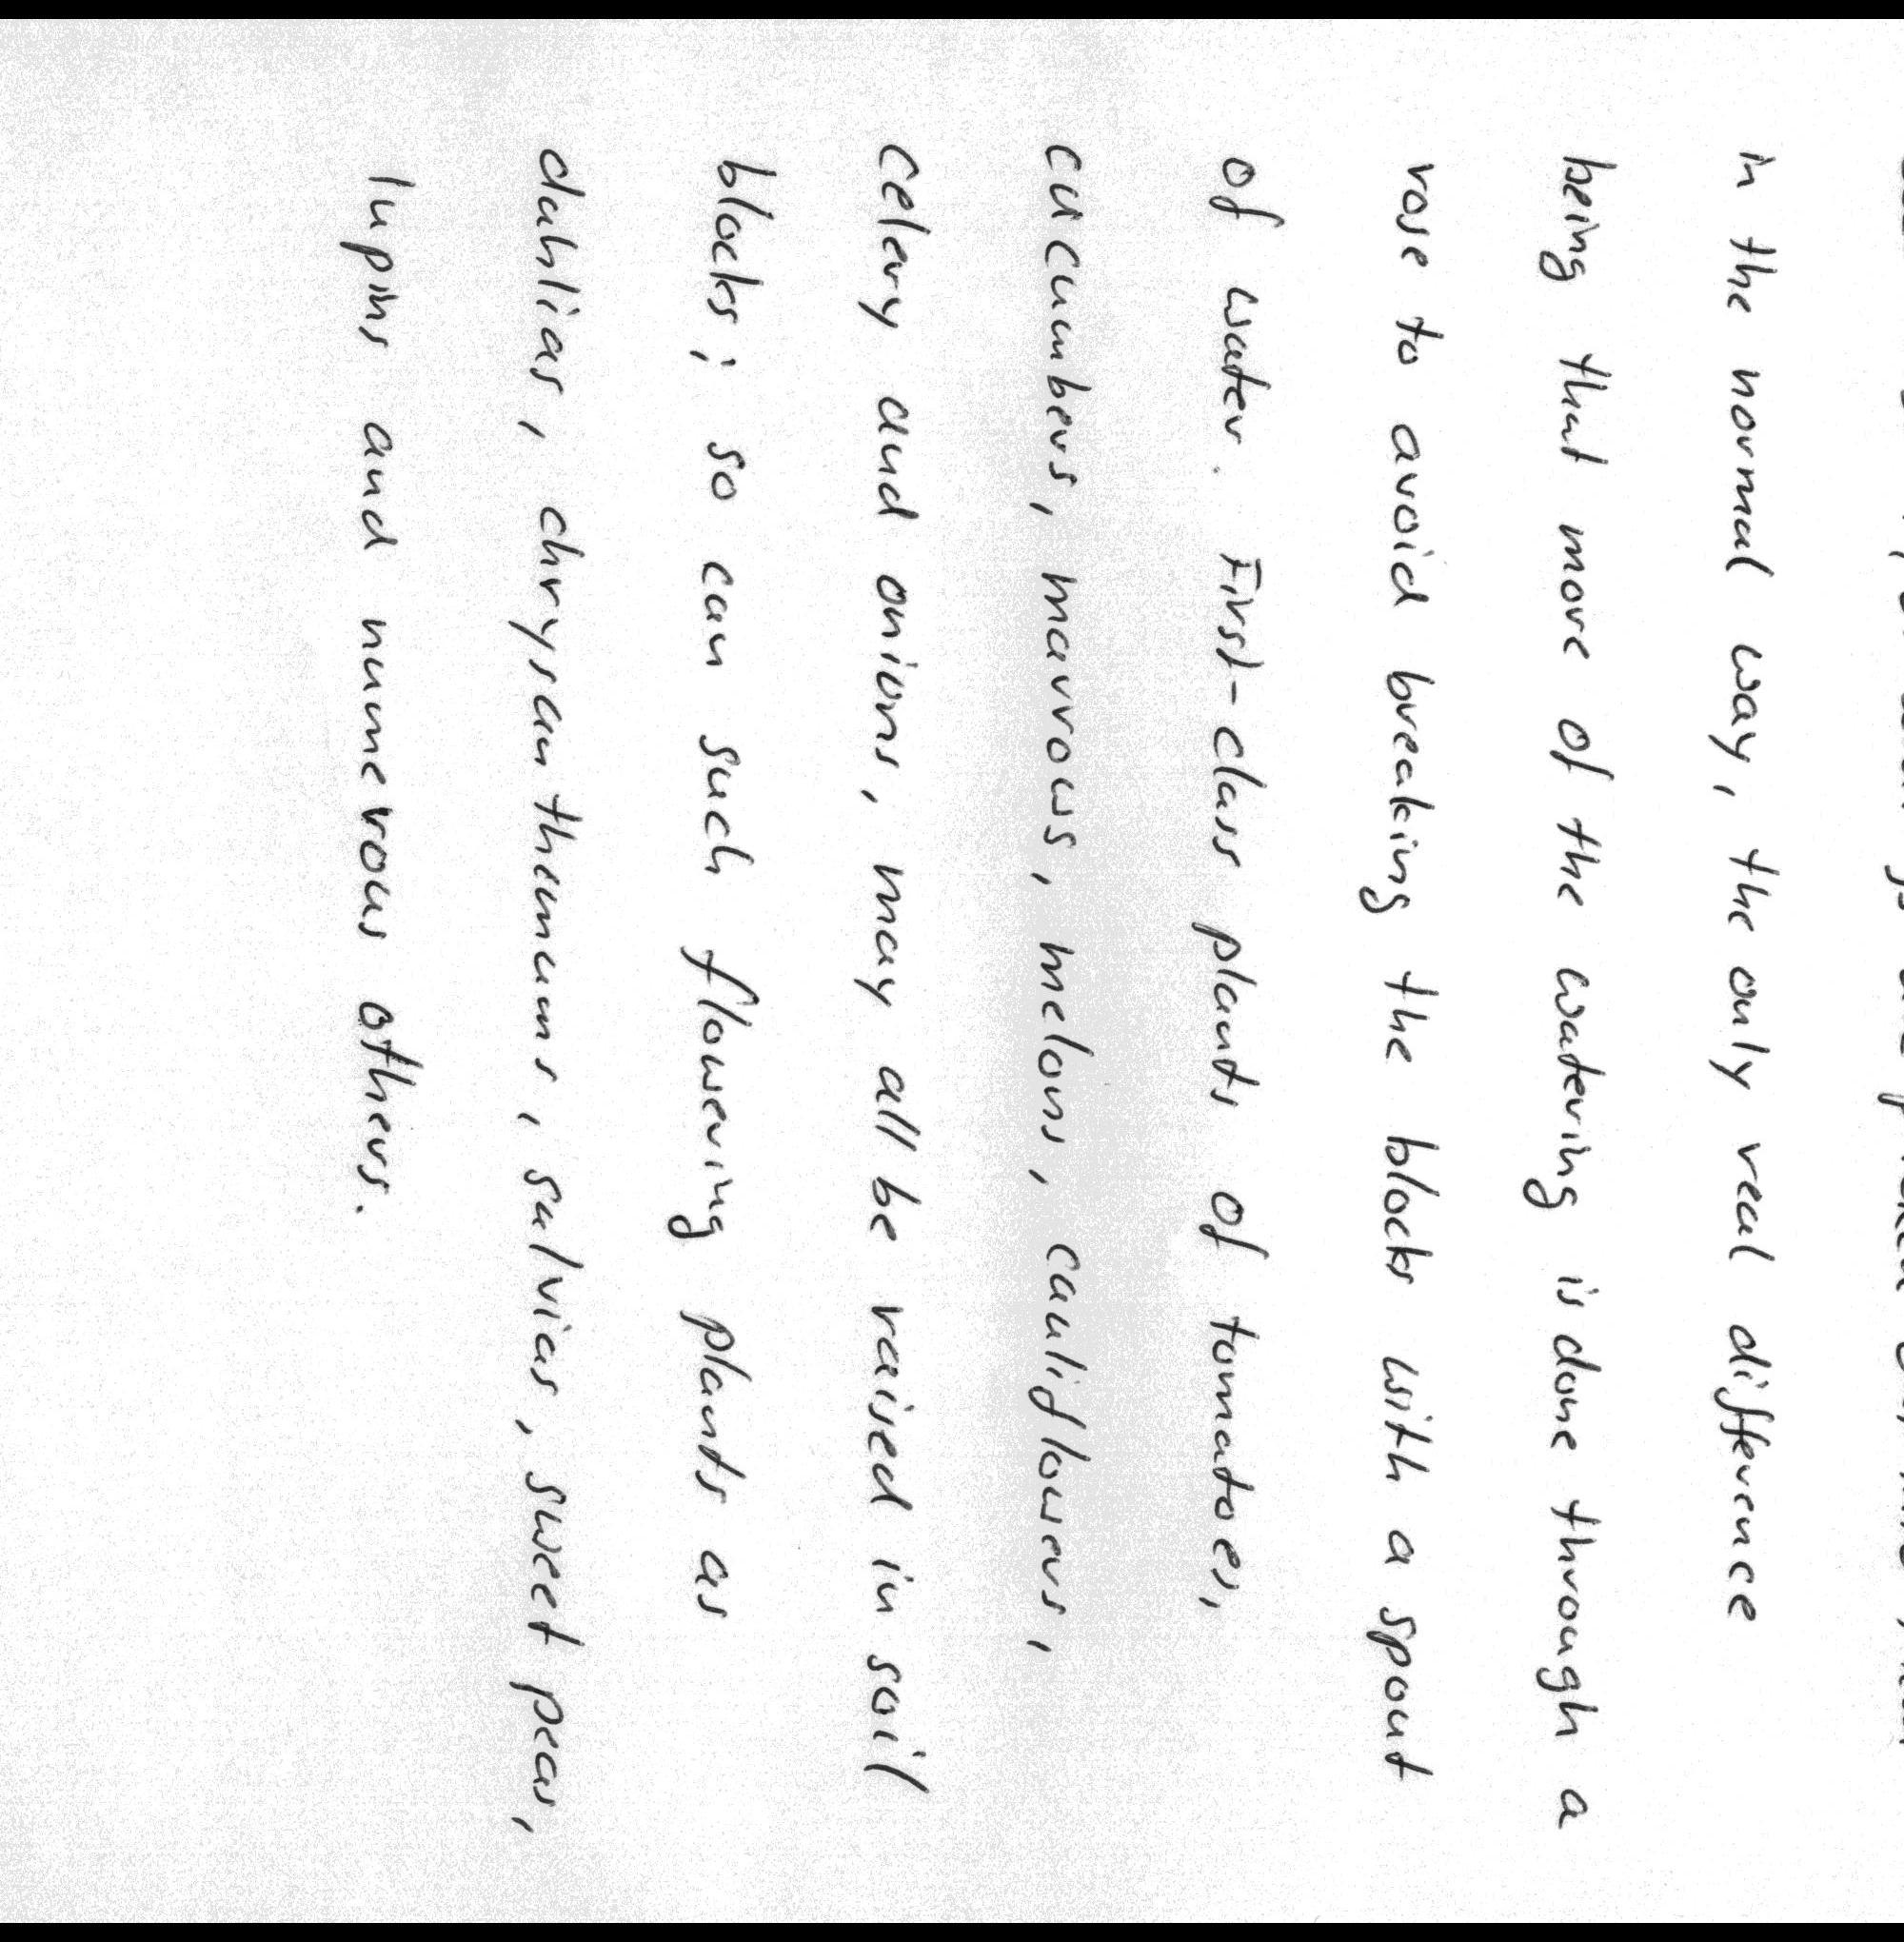 in the normal way, the only real difference
being that more of the watering is done through a
rose to avoid breaking the blocks with a spout
of water. First-class plants of tomatoes,
cucumbers, marrows, melons, cauliflowers,
celery and onions, may all be raised in soil
blocks; so can such flowering plants as
dahlias, chrysanthemums, salvias, sweet peas,
lupins and numerous others.